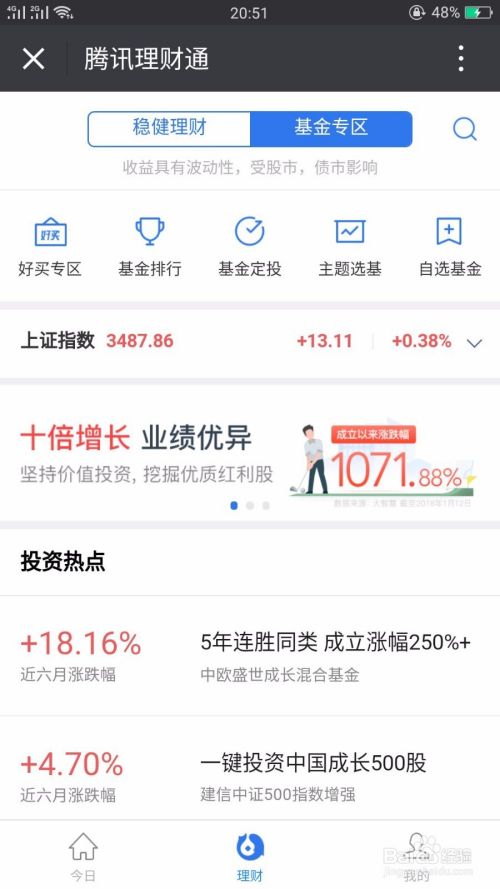 4G 2G 20:51 48%
腾讯理财通
稳健理财 基金专区
收益具有波动性，受股市，债市影响
好买
好买专区 基金排行 基金定投 主题选基 自选基金
上证指数 3487.86 +13.11 +0.38%
十倍增长 业绩优异
坚持价值投资, 挖掘优质红利股
成立以来涨跌幅
1071.88%
数据来源：大智慧 截至2018年1月12日
投资热点
+18.16% 5年连胜同类 成立涨幅250%+
近六月涨跌幅 中欧盛世成长混合基金
+4.70% 一键投资中国成长500股
近六月涨跌幅 建信中证500指数增强
今日 理财 我的
Baidu 经验
jingyan.baidu.com